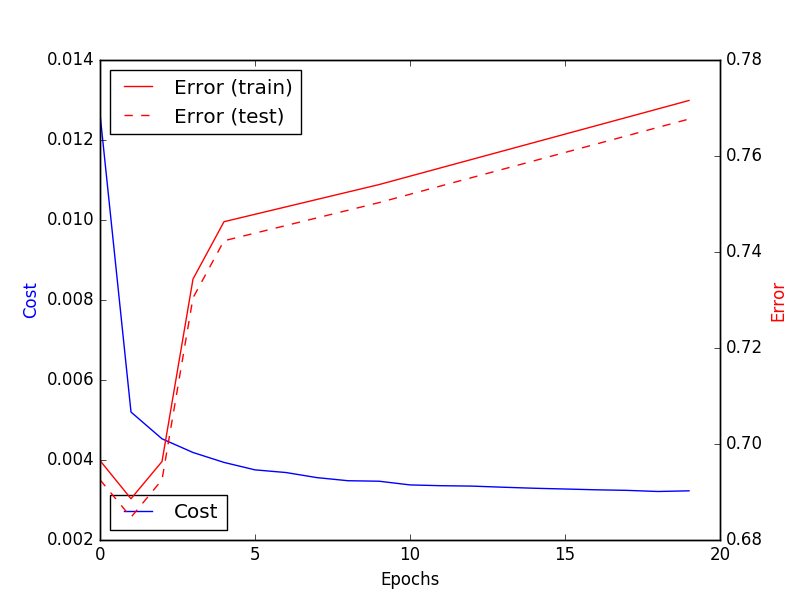 Error (train)
Error (test)
Cost
0.014
0.012
0.010
0.008
0.006
0.004
0.002
Cost
0.78
0.76
0.74
0.72
0.70
0.68
Error
0 5 10 15 20
Epochs